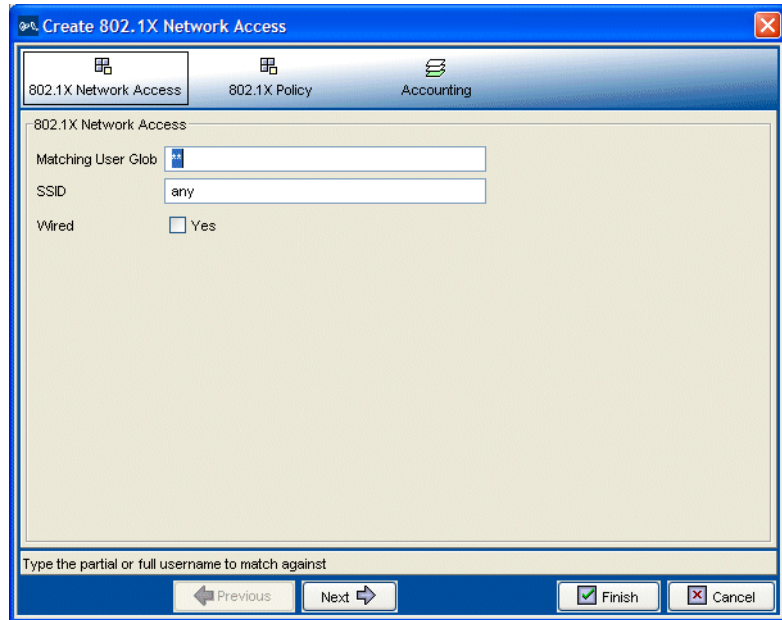 Create 802.1X Network Access
802.1X Network Access 802.1X Policy Accounting
802.1X Network Access
Matching User Glob **
SSID any
Wired Yes
Type the partial or full username to match against
Previous Next Finish Cancel